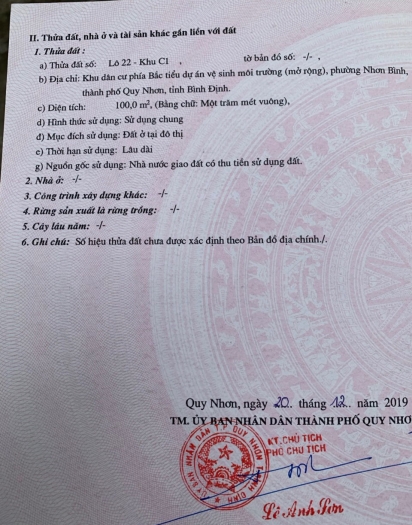 II. Thửa đất, nhà ở và tài sản khác gắn liền với đất
1. Thửa đất :
a) Thửa đất số: Lô 22 - Khu C1 , tờ bản đồ số: -/- ,
b) Địa chỉ: Khu dân cư phía Bắc tiểu dự án vệ sinh môi trường (mở rộng), phường Nhơn Bình,
thành phố Quy Nhơn, tỉnh Bình Định.
c) Diện tích: 100,0 m², (Bằng chữ: Một trăm mét vuông),
d) Hình thức sử dụng: Sử dụng chung
đ) Mục đích sử dụng: Đất ở tại đô thị
e) Thời hạn sử dụng: Lâu dài
g) Nguồn gốc sử dụng: Nhà nước giao đất có thu tiền sử dụng đất.
2. Nhà ở: -/-
3. Công trình xây dựng khác: -/-
4. Rừng sản xuất là rừng trồng: -/-
5. Cây lâu năm: -/-
6. Ghi chú: Số hiệu thửa đất chưa được xác định theo Bản đồ địa chính./.
Quy Nhơn, ngày 20.. tháng .12.. năm 2019
TM. ỦY BAN NHÂN DÂN THÀNH PHỐ QUY NHƠ
KT. CHỦ TỊCH
PHÓ CHỦ TỊCH
ỦY BAN NHÂN DÂN T.P QUY NHƠN TỈNH BÌNH ĐỊNH
Lê Anh Sơn